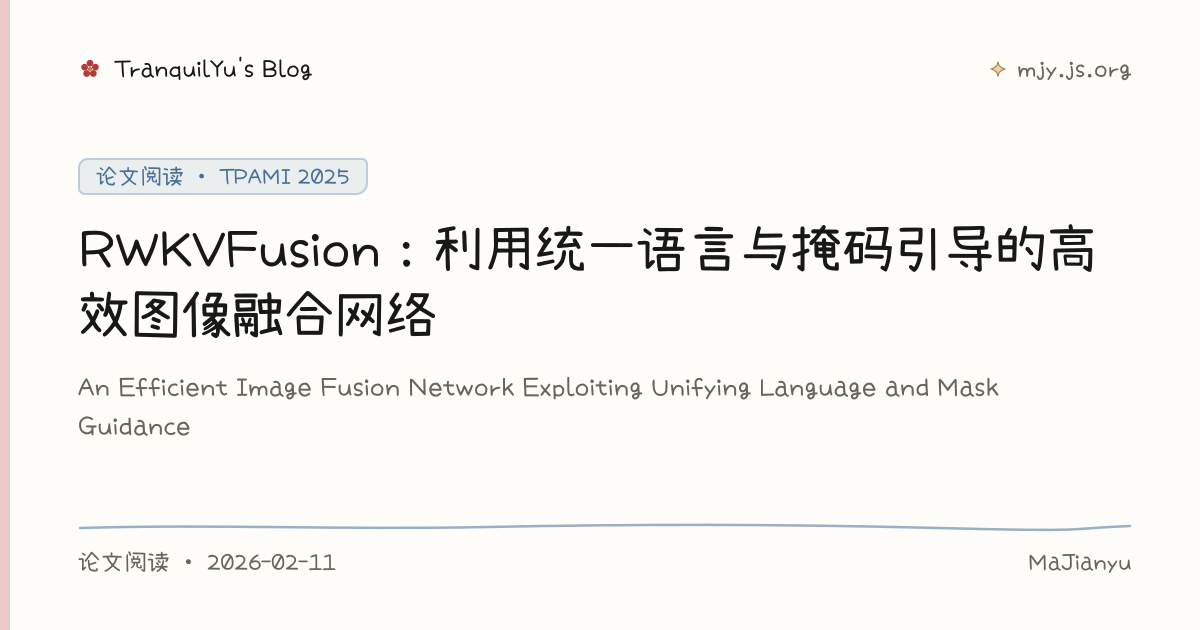 TranquilYu's Blog
mjy.js.org
论文阅读 • TPAMI 2025
RWKVFusion：利用统一语言与掩码引导的高
效图像融合网络
An Efficient Image Fusion Network Exploiting Unifying Language and Mask
Guidance
论文阅读 • 2026-02-11
MaJianyu